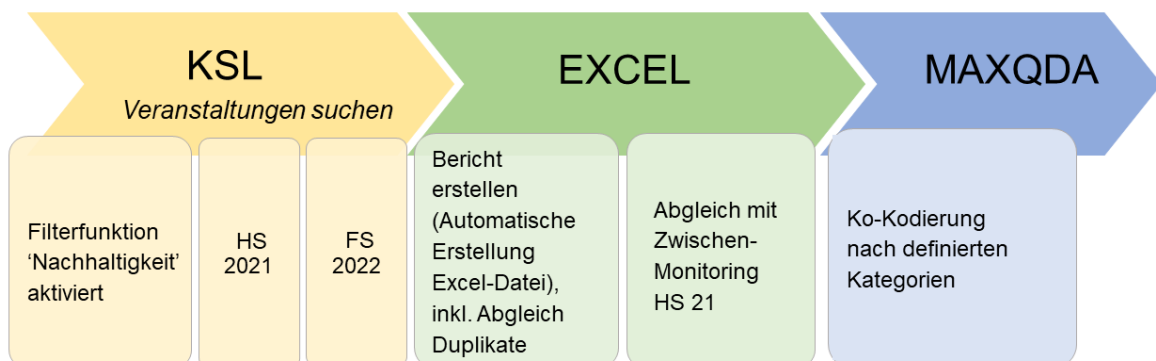 KSL
Veranstaltungen suchen
EXCEL
MAXQDA
Filterfunktion
‘Nachhaltigkeit’
aktiviert
HS
2021
FS
2022
Bericht
erstellen
(Automatische
Erstellung
Excel-Datei),
inkl. Abgleich
Duplikate
Abgleich mit
Zwischen-
Monitoring
HS 21
Ko-Kodierung
nach definierten
Kategorien